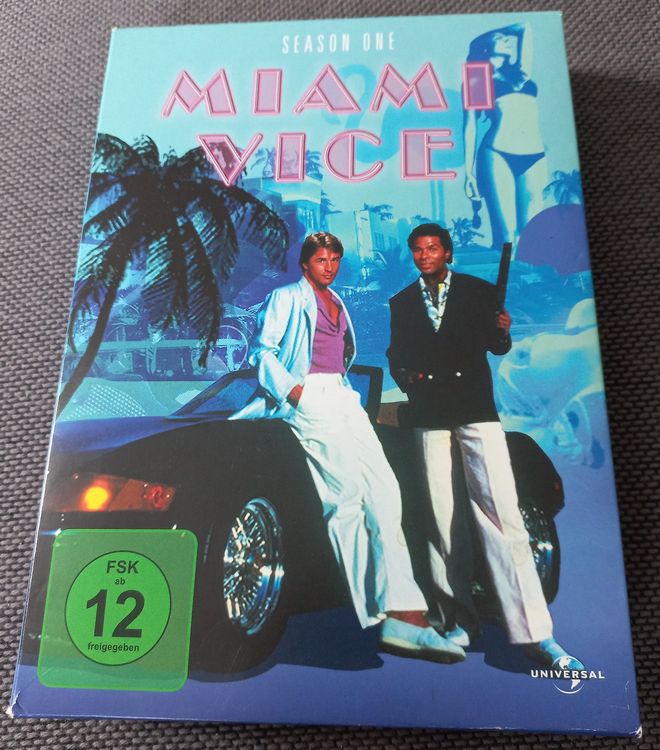 SEASON ONE
MIAMI
VICE
FSK
ab
12
freigegeben
UNIVERSAL